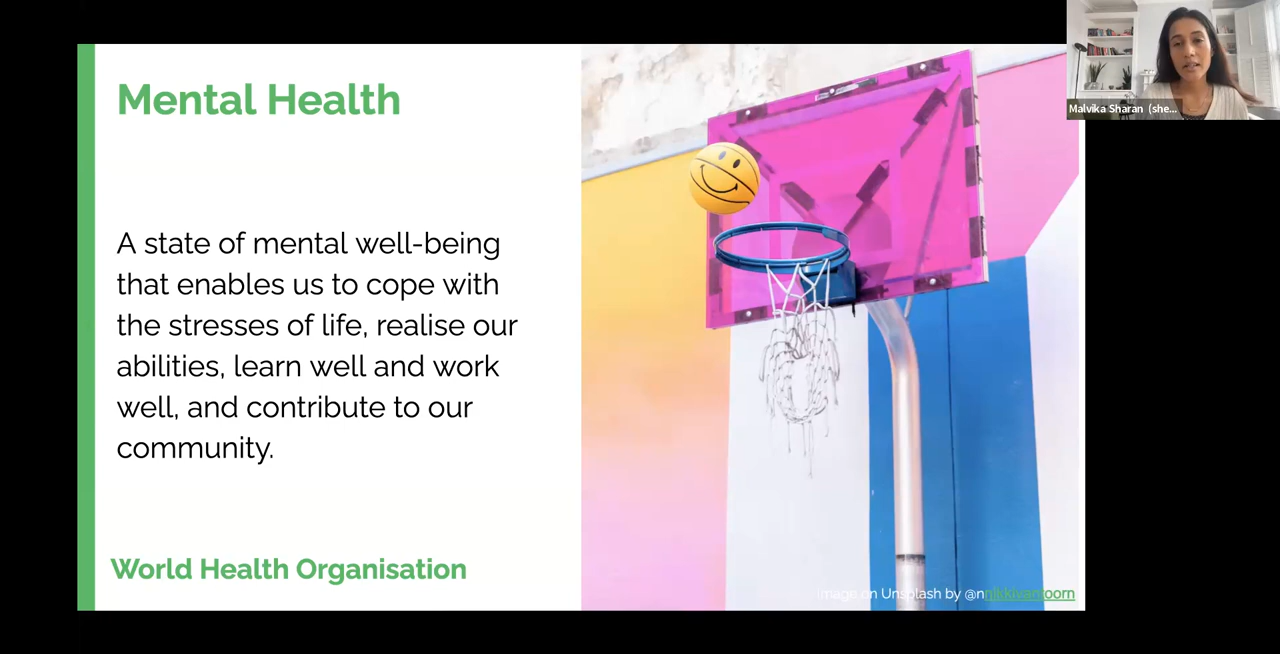 Mental Health
A state of mental well-being
that enables us to cope with
the stresses of life, realise our
abilities, learn well and work
well, and contribute to our
community.
World Health Organisation
Image on Unsplash by @nnikkivantoorn
Malvika Sharan (she...